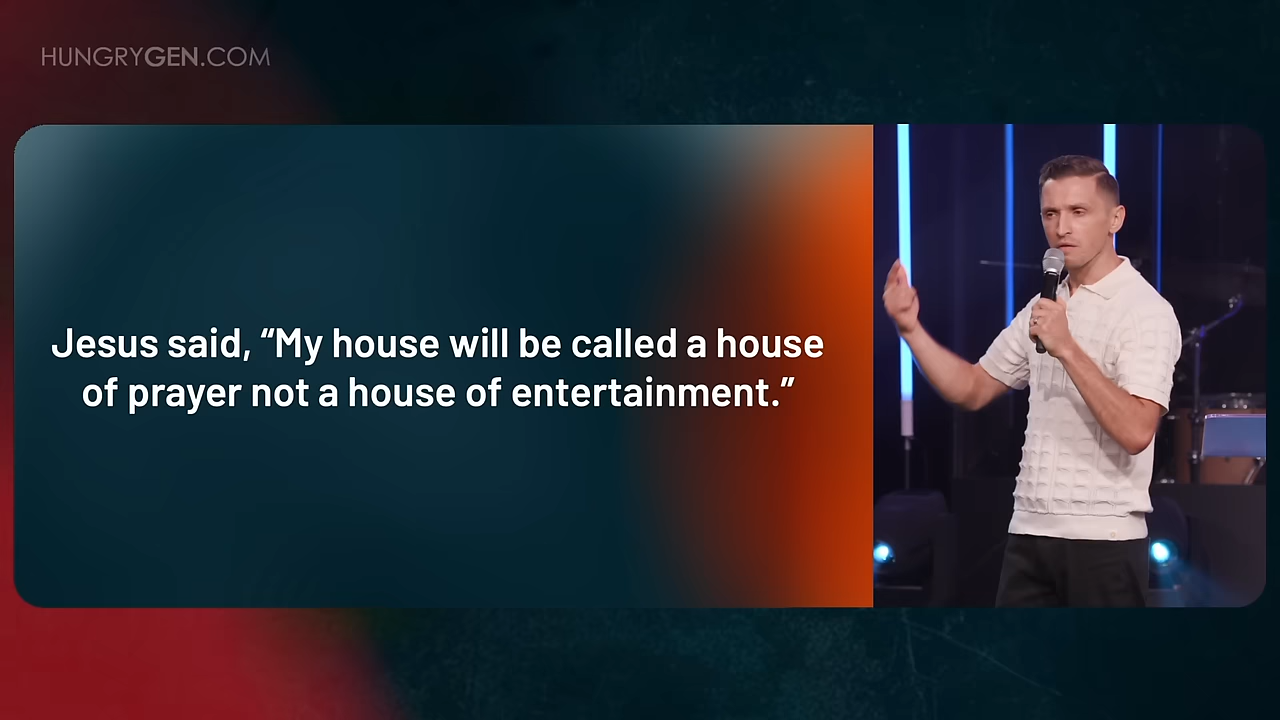 HUNGRYGEN.COM
Jesus said, “My house will be called a house
of prayer not a house of entertainment.”